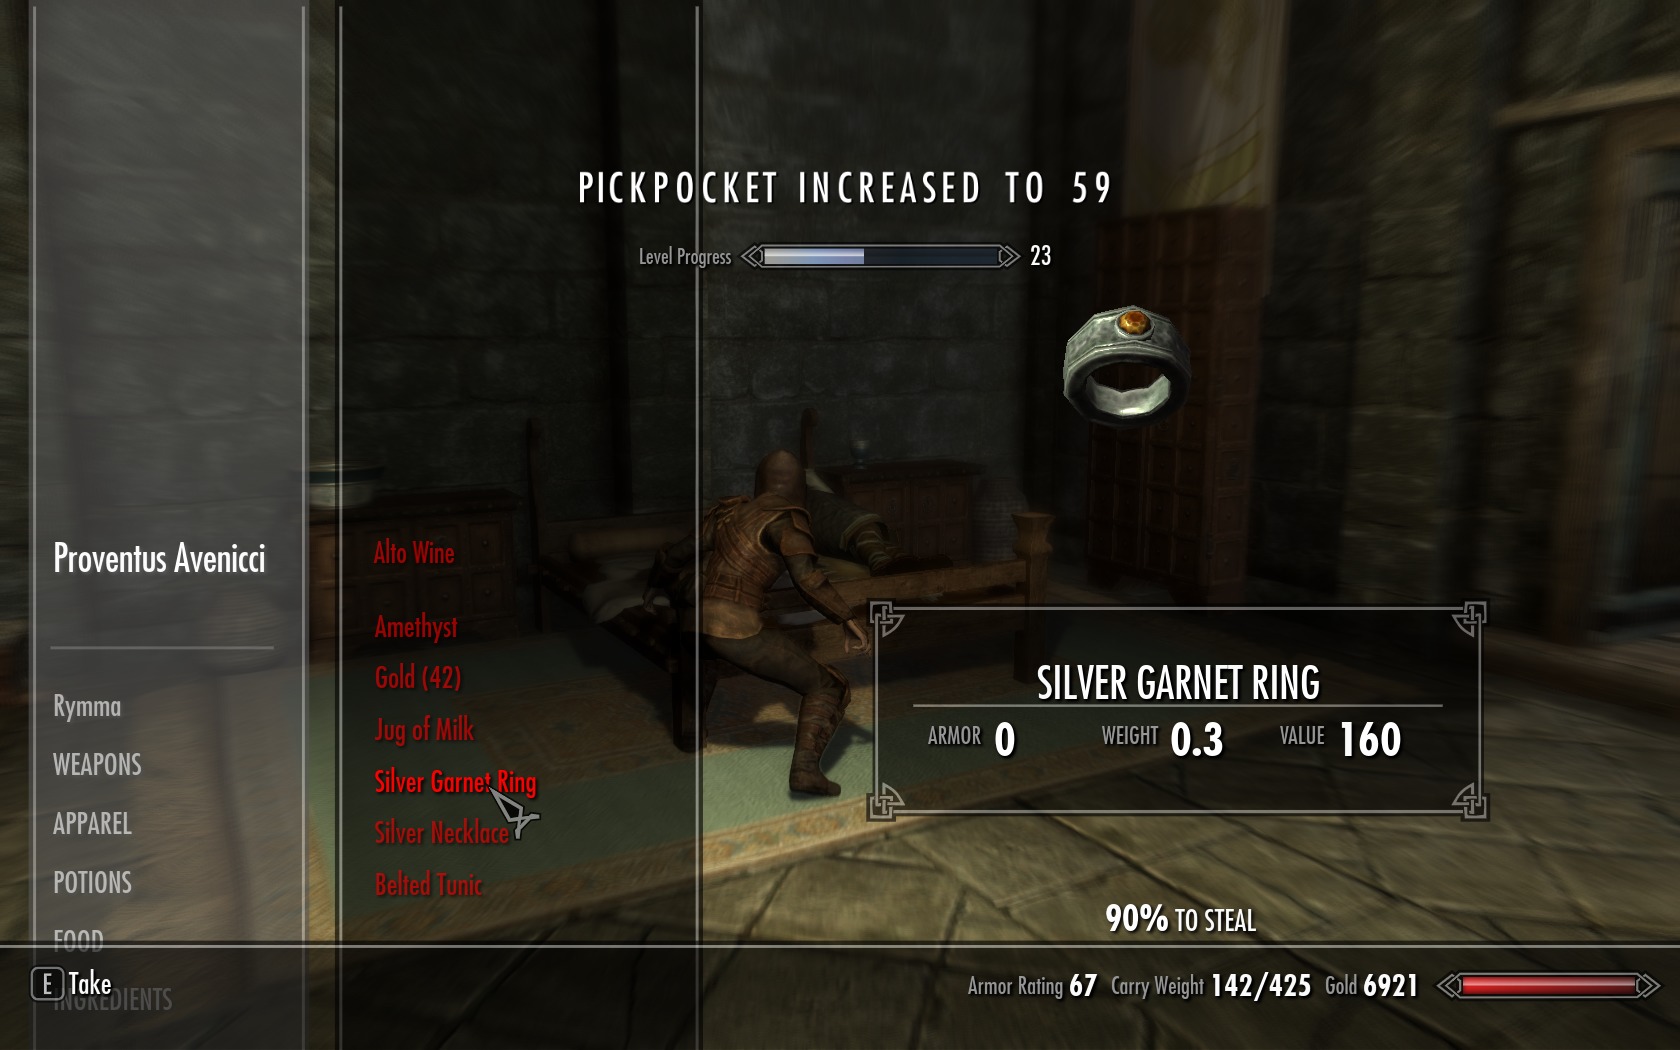 PICKPOCKET INCREASED TO 59
Level Progress 23
Proventus Avenicci
Rymma
WEAPONS
APPAREL
POTIONS
FOOD
INGREDIENTS
Alto Wine
Amethyst
Gold (42)
Jug of Milk
Silver Garnet Ring
Silver Necklace
Belted Tunic
SILVER GARNET RING
ARMOR 0 WEIGHT 0.3 VALUE 160
90% TO STEAL
E Take
Armor Rating 67 Carry Weight 142/425 Gold 6921